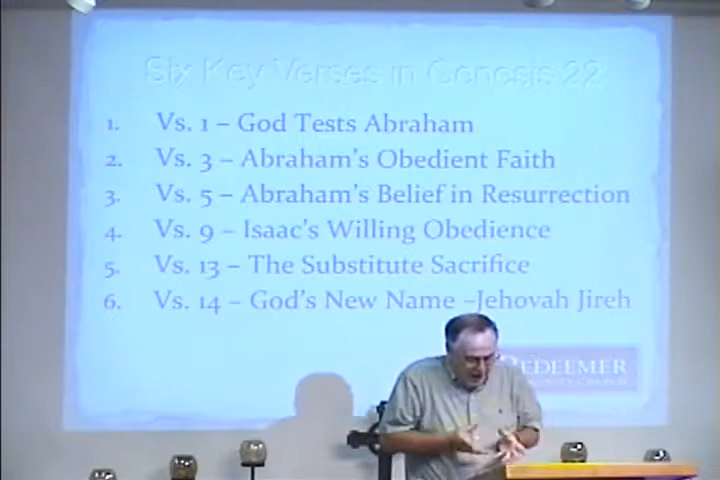 Six Key Verses in Genesis 22
1. Vs. 1 – God Tests Abraham
2. Vs. 3 – Abraham's Obedient Faith
3. Vs. 5 – Abraham's Belief in Resurrection
4. Vs. 9 – Isaac's Willing Obedience
5. Vs. 13 – The Substitute Sacrifice
6. Vs. 14 – God's New Name –Jehovah Jireh
REDEEMER